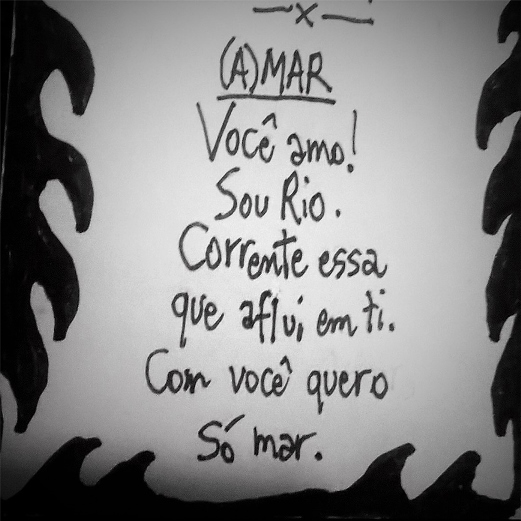 — x —
(A)MAR
Você amo!
Sou Rio.
Corrente essa
que aflui em ti.
Com você quero
Só mar.